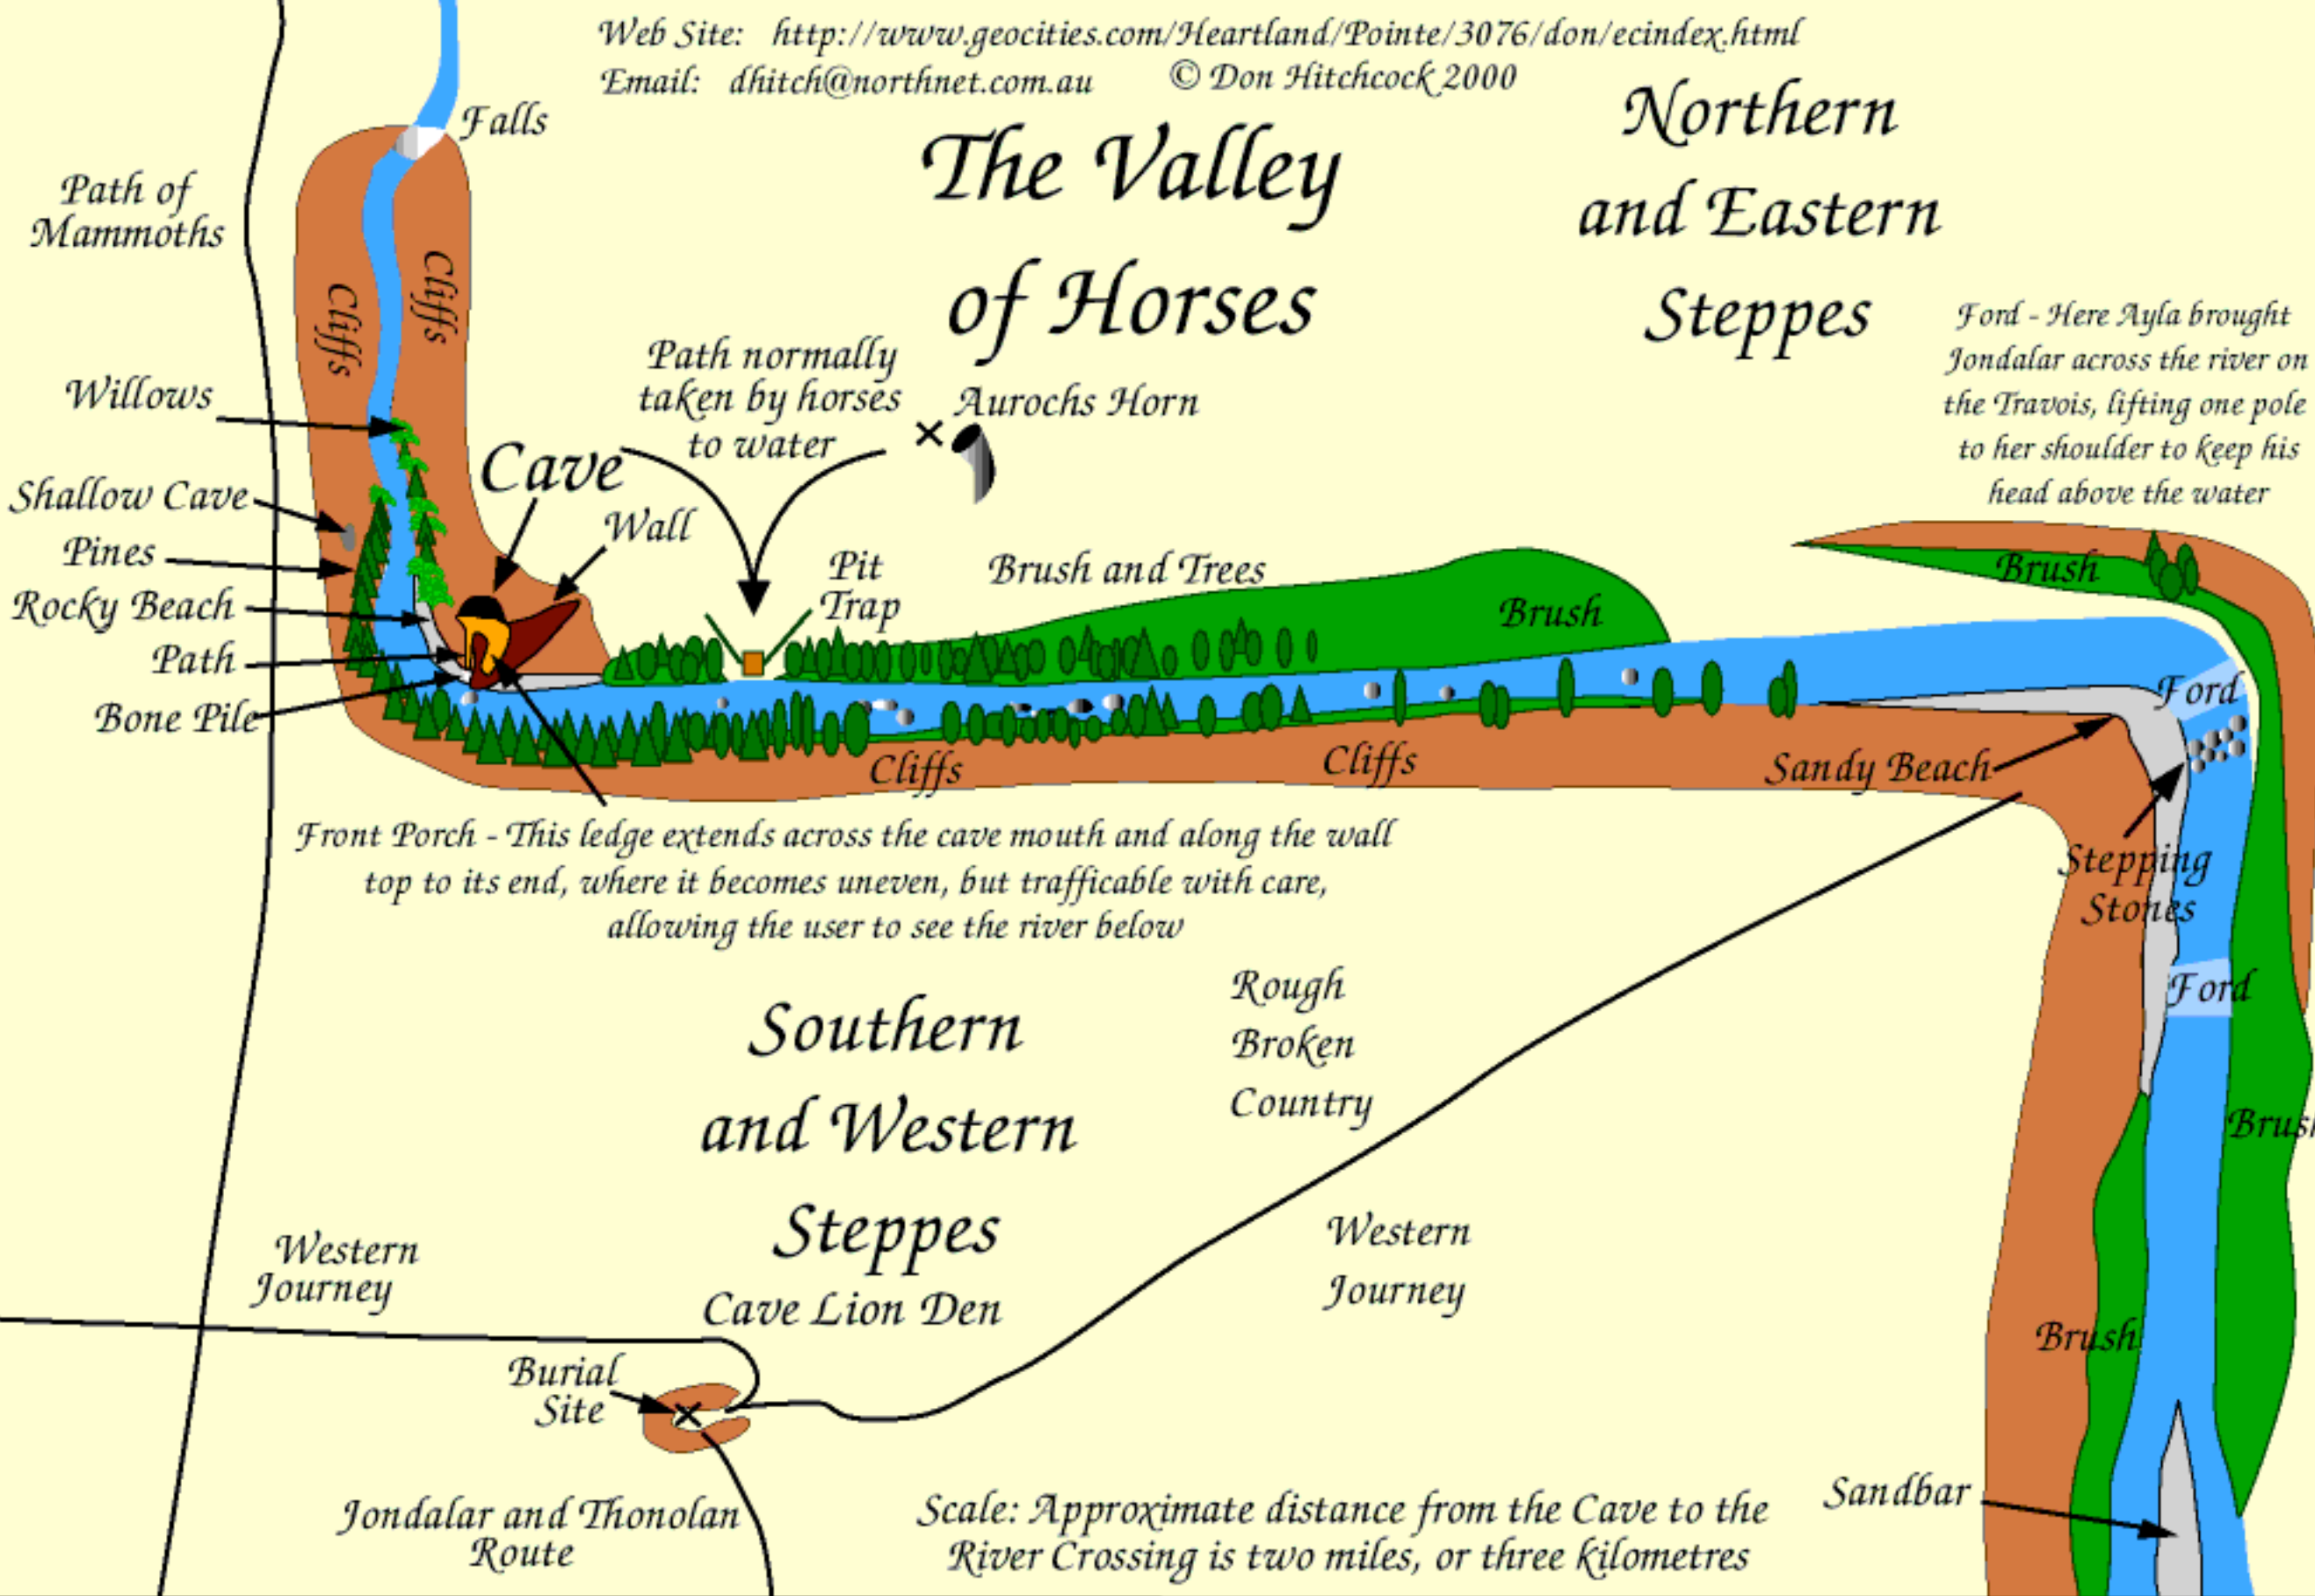 Web Site: http://www.geocities.com/Heartland/Pointe/3076/don/ecindex.html
Email: dhitch@northnet.com.au © Don Hitchcock 2000
The Valley
of Horses
Northern
and Eastern
Steppes
Falls
Path of
Mammoths
Cliffs
Cliffs
Ford - Here Ayla brought
Jondalar across the river on
the Travois, lifting one pole
to her shoulder to keep his
head above the water
Path normally
taken by horses
to water
Aurochs Horn
Willows
Cave
Shallow Cave
Wall
Pines
Pit
Trap
Brush and Trees
Brush
Brush
Rocky Beach
Path
Bone Pile
Ford
Cliffs
Cliffs
Sandy Beach
Front Porch - This ledge extends across the cave mouth and along the wall
top to its end, where it becomes uneven, but trafficable with care,
allowing the user to see the river below
Stepping
Stones
Ford
Rough
Broken
Country
Southern
and Western
Steppes
Brush
Western
Journey
Western
Journey
Cave Lion Den
Brush
Burial
Site
Jondalar and Thonolan
Route
Scale: Approximate distance from the Cave to the
River Crossing is two miles, or three kilometres
Sandbar